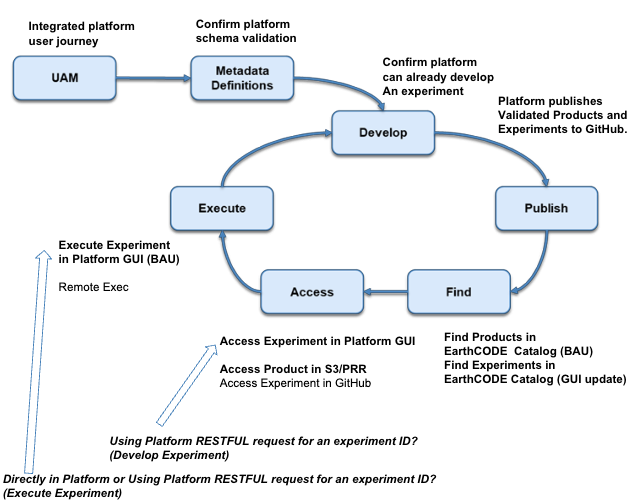 Integrated platform
user journey
Confirm platform
schema validation
UAM
Metadata
Definitions
Confirm platform
can already develop
An experiment
Platform publishes
Validated Products and
Experiments to GitHub.
Develop
Execute
Publish
Execute Experiment
in Platform GUI (BAU)
Remote Exec
Access
Find
Access Experiment in Platform GUI
Access Product in S3/PRR
Access Experiment in GitHub
Find Products in
EarthCODE Catalog (BAU)
Find Experiments in
EarthCODE Catalog (GUI update)
Using Platform RESTFUL request for an experiment ID?
(Develop Experiment)
Directly in Platform or Using Platform RESTFUL request for an experiment ID?
(Execute Experiment)